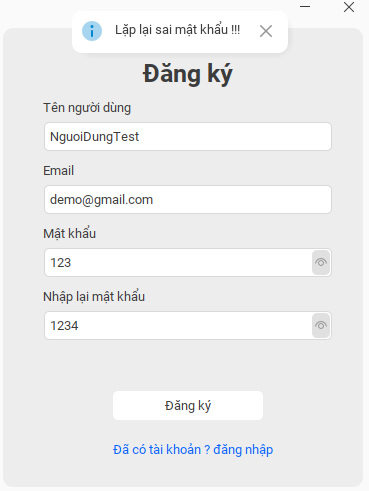 Lặp lại sai mật khẩu !!!
Đăng ký
Tên người dùng
NguoiDungTest
Email
demo@gmail.com
Mật khẩu
123
Nhập lại mật khẩu
1234
Đăng ký
Đã có tài khoản ? đăng nhập